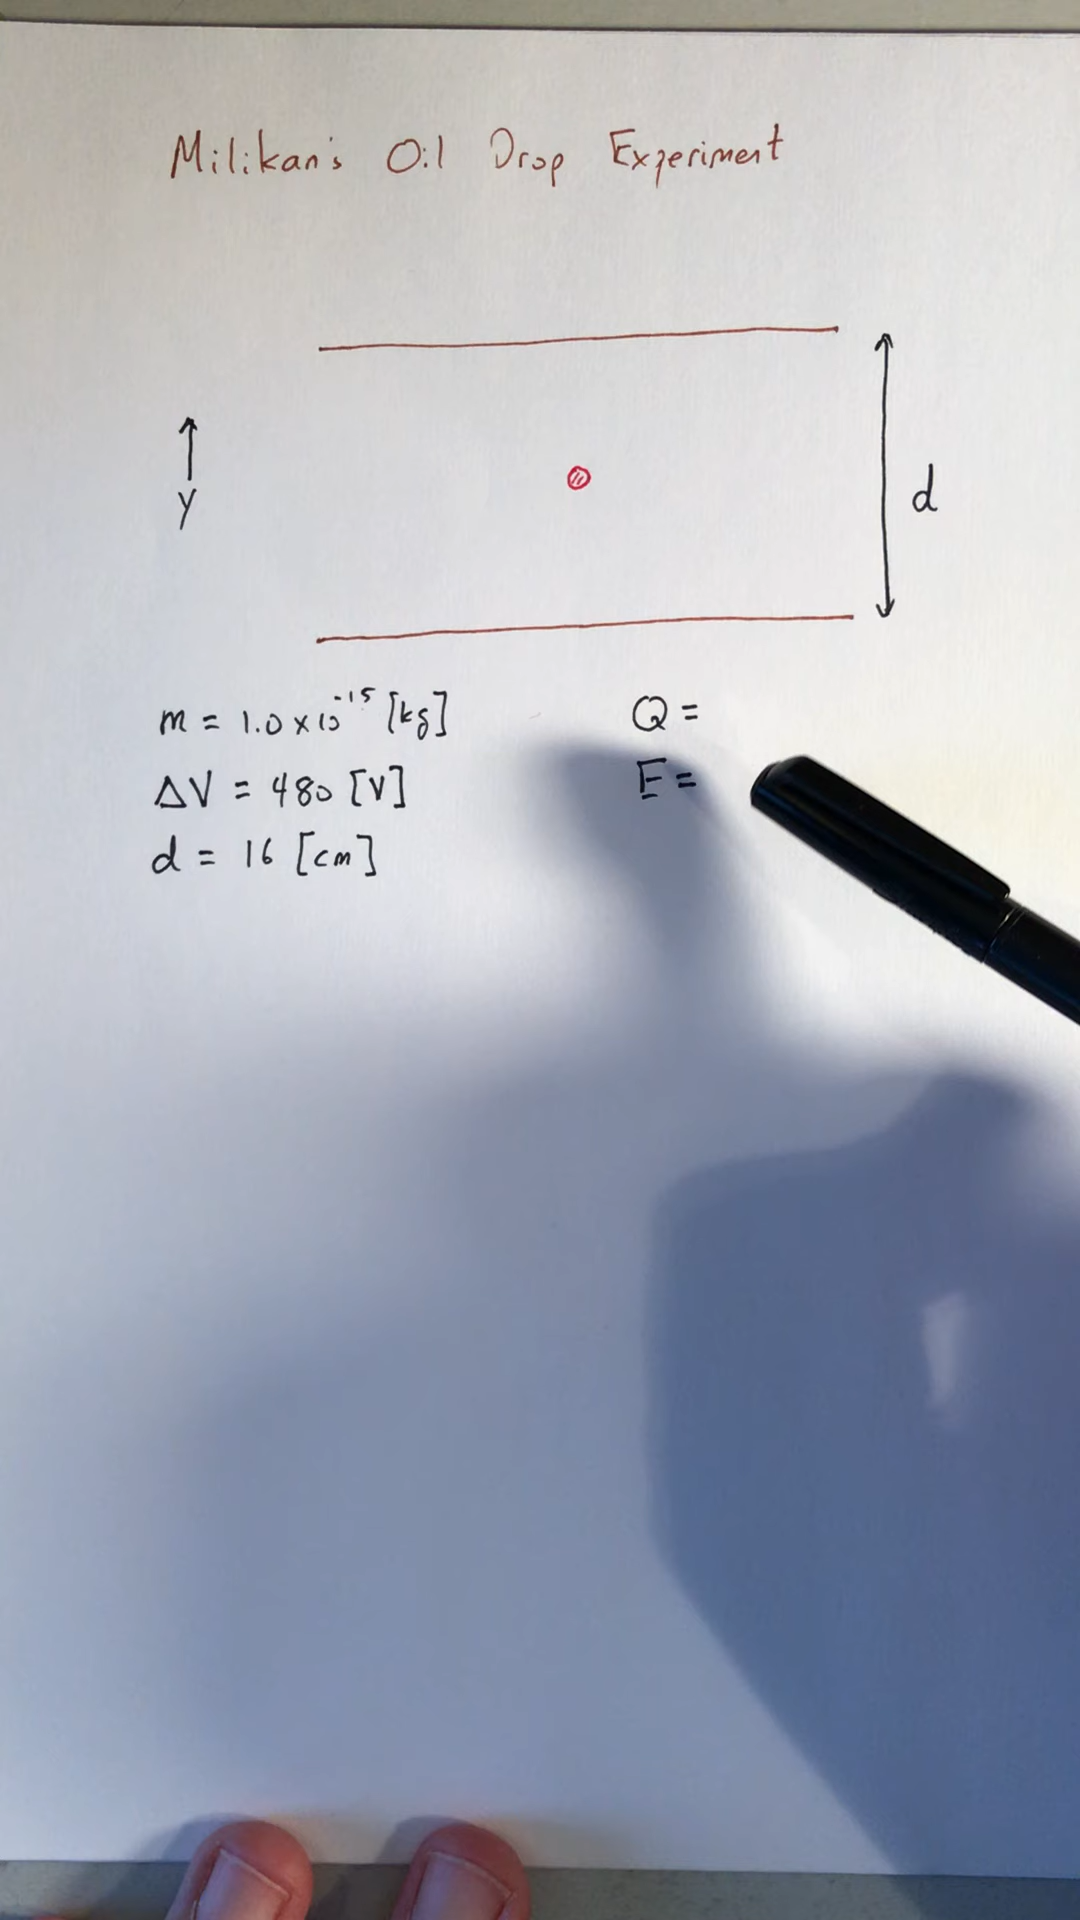 Milikan's Oil Drop Experiment
y
d
m = 1.0 x 10^-15 [kg]
Q =
ΔV = 480 [V]
E =
d = 16 [cm]